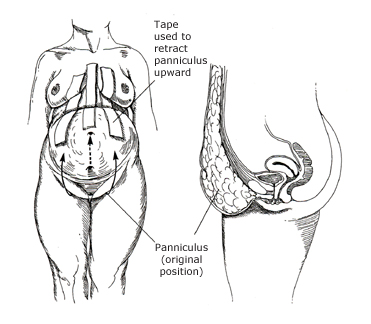 Tape
used to
retract
panniculus
upward
Panniculus
(original
position)